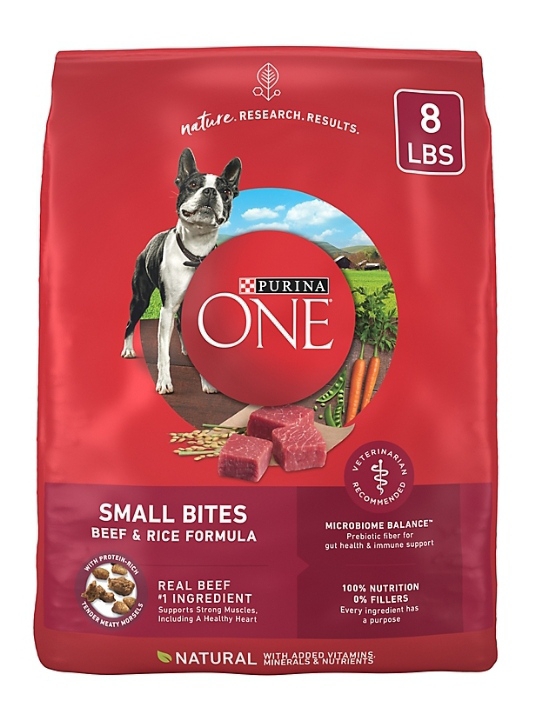 nature. RESEARCH. RESULTS.
8
LBS
PURINA
ONE®
VETERINARIAN
RECOMMENDED
SMALL BITES
BEEF & RICE FORMULA
MICROBIOME BALANCE™
Prebiotic fiber for
gut health & immune support
WITH PROTEIN-RICH
TENDER MEATY MORSELS
REAL BEEF
#1 INGREDIENT
Supports Strong Muscles,
Including A Healthy Heart
100% NUTRITION
0% FILLERS
Every ingredient has
a purpose
NATURAL WITH ADDED VITAMINS,
MINERALS & NUTRIENTS